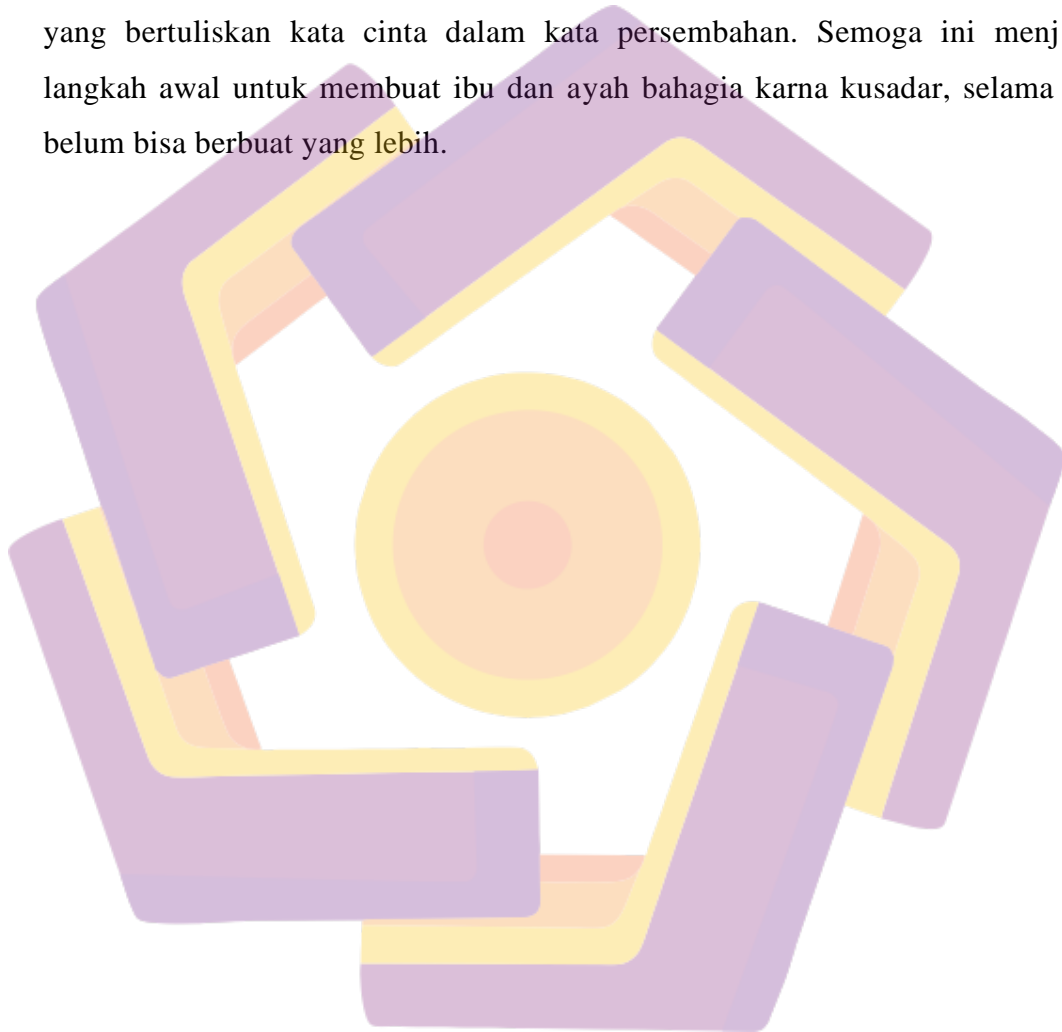 yang bertuliskan kata cinta dalam kata persembahan. Semoga ini menj
langkah awal untuk membuat ibu dan ayah bahagia karna kusadar, selama
belum bisa berbuat yang lebih.